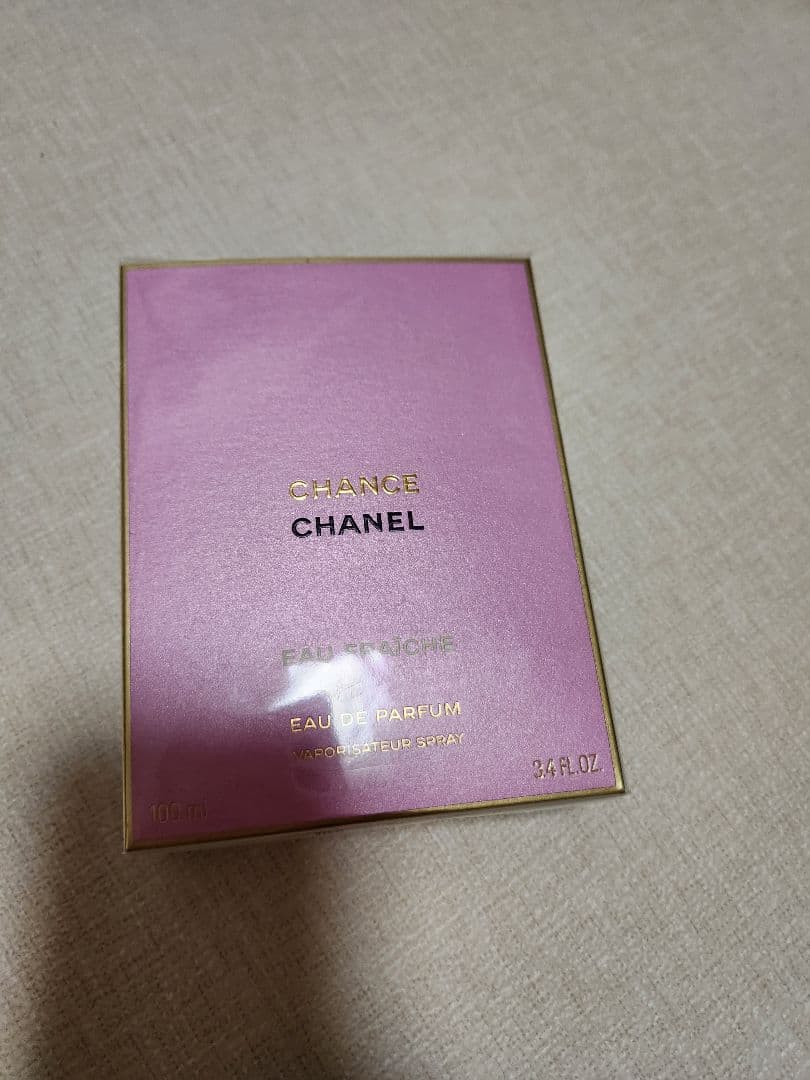 CHANCE
CHANEL
EAU FRAÎCHE
EAU DE PARFUM
VAPORISATEUR SPRAY
100 ml
3.4 FL.OZ.